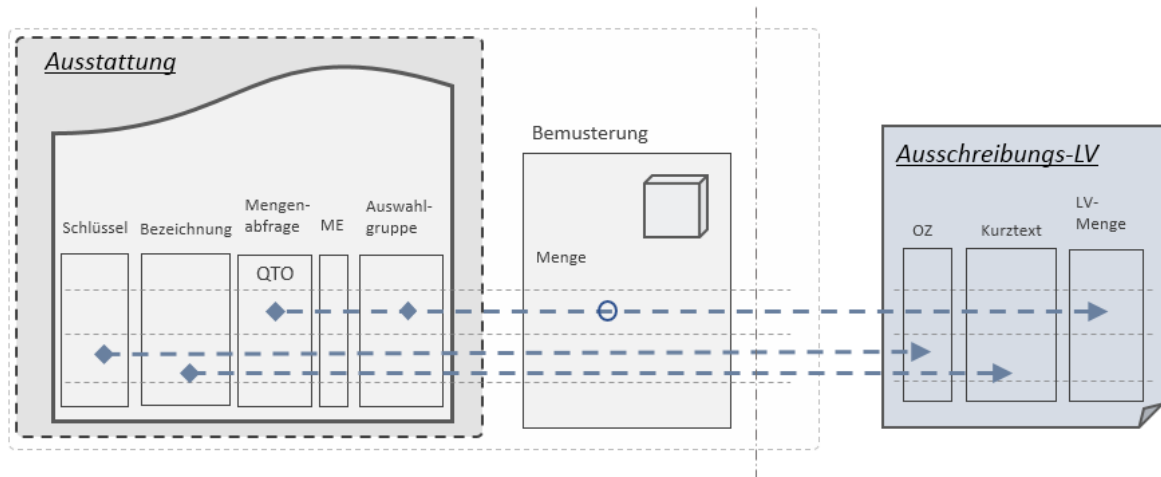 Ausstattung
Schlüssel
Bezeichnung
Mengen-
abfrage
ME
Auswahl-
gruppe
QTO
Bemusterung
Menge
Ausschreibungs-LV
OZ
Kurztext
LV-
Menge